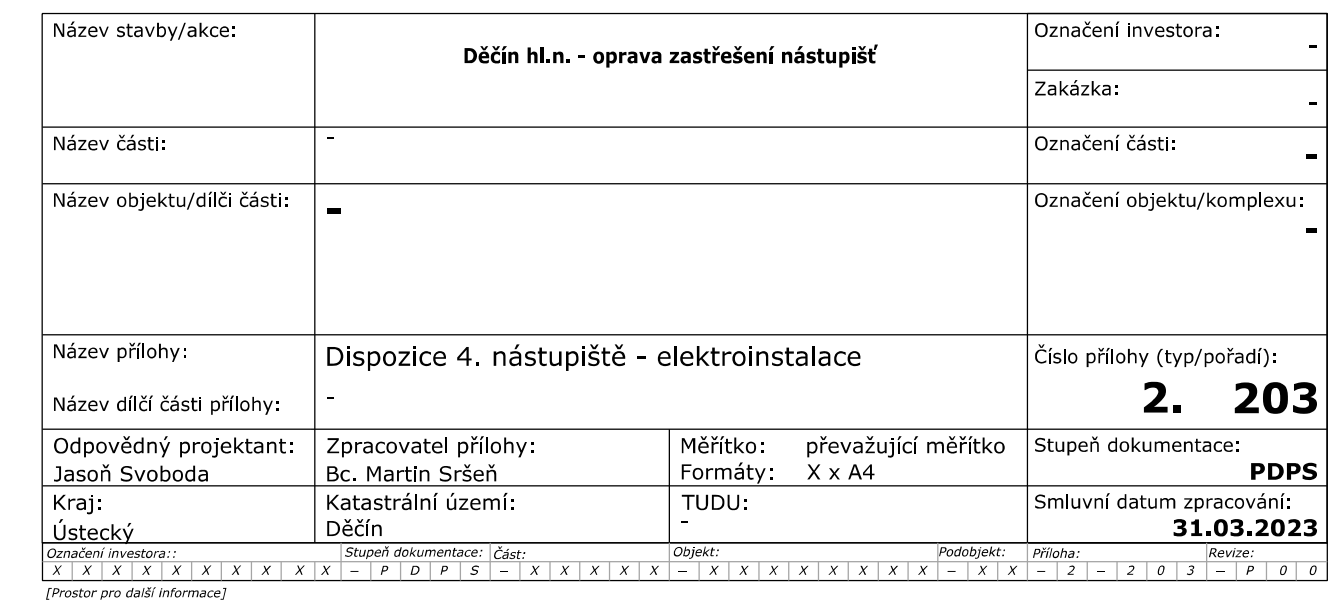 Název stavby/akce:
Děčín hl.n. - oprava zastřešení nástupišť
Označení investora:
-
Zakázka:
-
Název části:
-
Označení části:
-
Název objektu/dílči části:
-
Označení objektu/komplexu:
-
Název přílohy:
Dispozice 4. nástupiště - elektroinstalace
Číslo přílohy (typ/pořadí):
2. 203
Název dílčí části přílohy:
-
Odpovědný projektant:
Jasoň Svoboda
Zpracovatel přílohy:
Bc. Martin Sršeň
Měřítko: převažující měřítko
Formáty: X x A4
Stupeň dokumentace:
PDPS
Kraj:
Ústecký
Katastrální území:
Děčín
TUDU:
-
Smluvní datum zpracování:
31.03.2023
Označení investora:: Stupeň dokumentace: Část: Objekt: Podobjekt: Příloha: Revize:
X X X X X X X X X X – P D P S – X X X X X – X X X X X X X X – X X – 2 – 2 0 3 – P 0 0
[Prostor pro další informace]